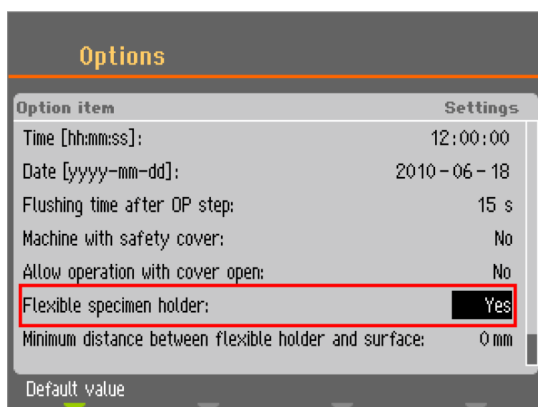 Options
Option item Settings
Time [hh:mm:ss]: 12:00:00
Date [yyyy-mm-dd]: 2010-06-18
Flushing time after OP step: 15 s
Machine with safety cover: No
Allow operation with cover open: No
Flexible specimen holder: Yes
Minimum distance between flexible holder and surface: 0 mm
Default value